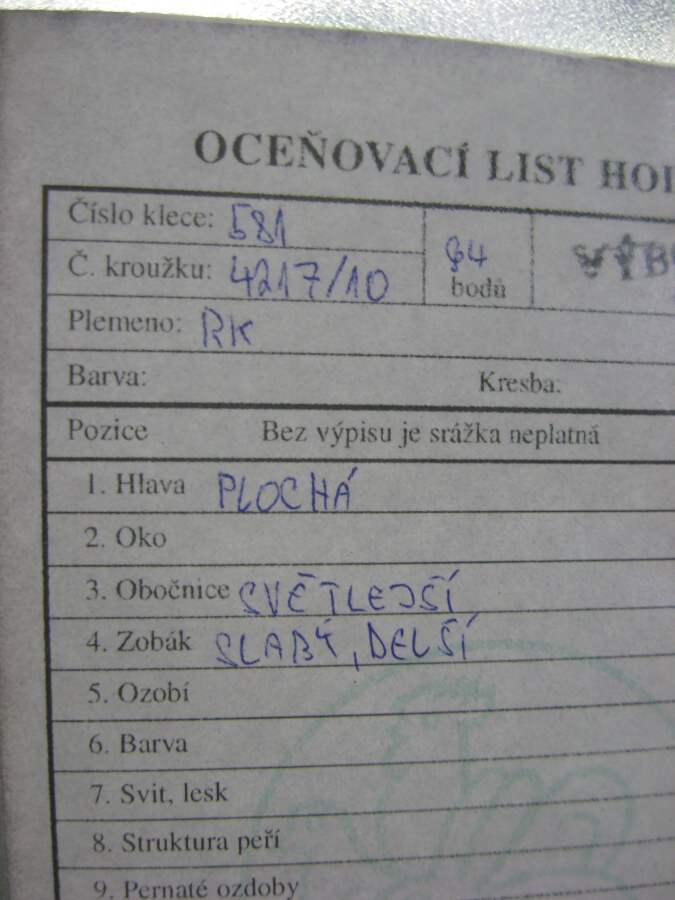 OCEŇOVACÍ LIST HOL
Číslo klece: 581
Č. kroužku: 4217/10
94 bodů
Plemeno: RK
Barva: Kresba:
Pozice Bez výpisu je srážka neplatná
1. Hlava PLOCHÁ
2. Oko
3. Obočnice SVĚTLEJŠÍ
4. Zobák SLABÝ, DELŠÍ
5. Ozobí
6. Barva
7. Svit, lesk
8. Struktura peří
9. Pernaté ozdoby